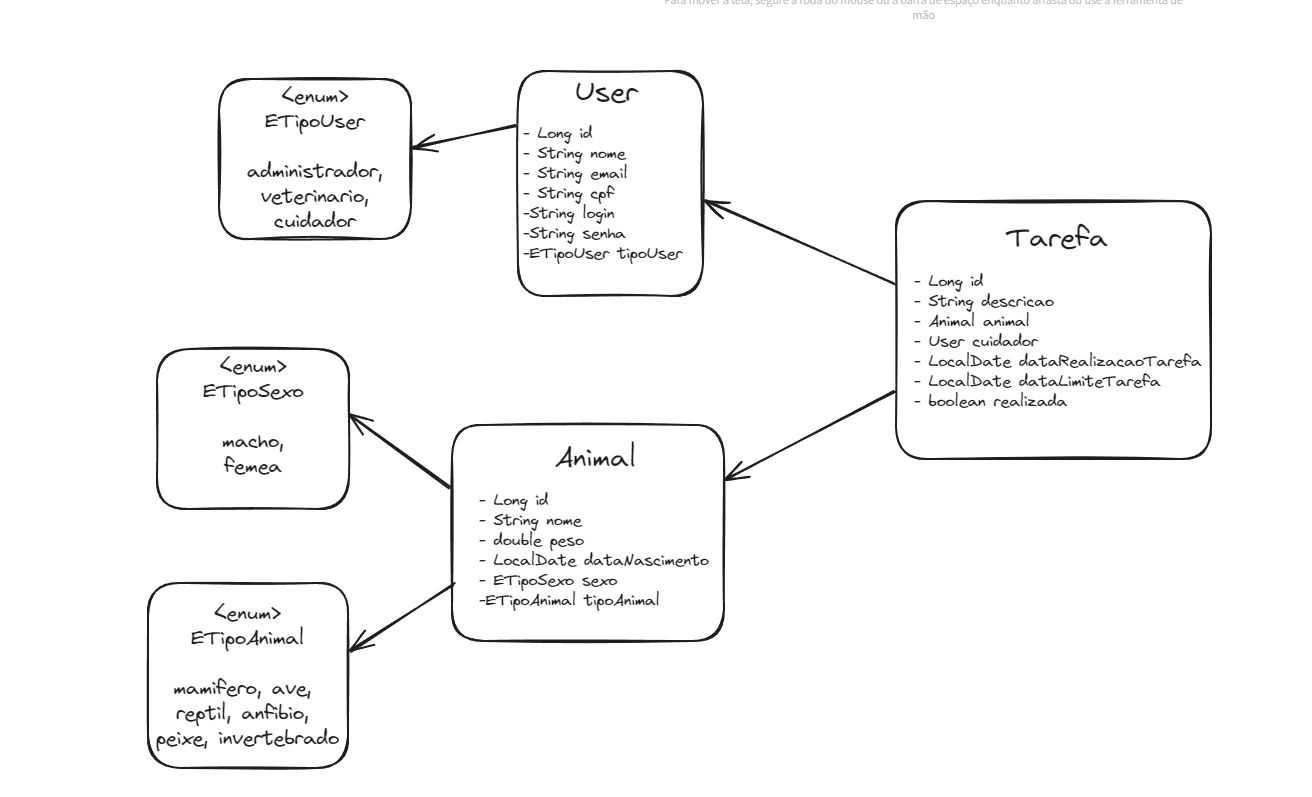 Para mover a tela, segure a roda do mouse ou a barra de espaço enquanto arrasta ou use a ferramenta de
mão
<enum>
ETipoUser
administrador,
veterinario,
cuidador
User
- Long id
- String nome
- String email
- String cpf
-String login
-String senha
-ETipoUser tipoUser
Tarefa
- Long id
- String descricao
- Animal animal
- User cuidador
- LocalDate dataRealizacaoTarefa
- LocalDate dataLimiteTarefa
- boolean realizada
<enum>
ETipoSexo
macho,
femea
Animal
- Long id
- String nome
- double peso
- LocalDate dataNascimento
- ETipoSexo sexo
-ETipoAnimal tipoAnimal
<enum>
ETipoAnimal
mamifero, ave,
reptil, anfibio,
peixe, invertebrado